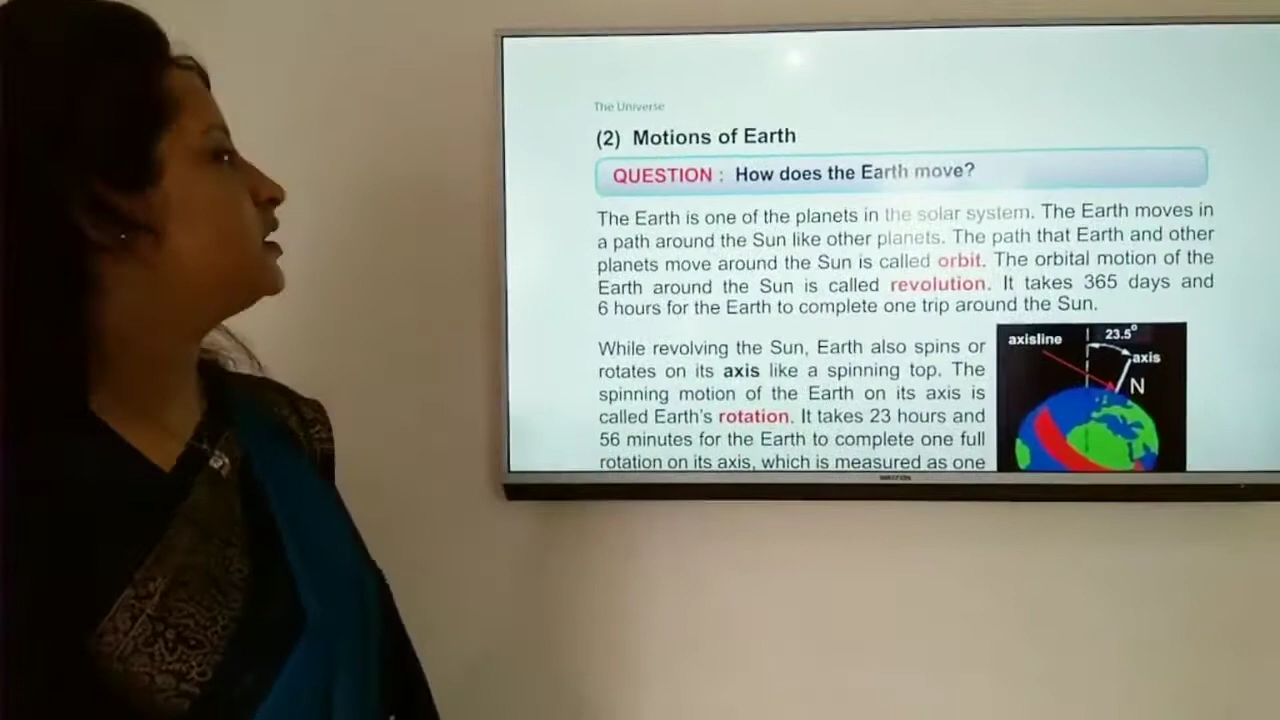 The Universe
(2) Motions of Earth
QUESTION : How does the Earth move?
The Earth is one of the planets in the solar system. The Earth moves in
a path around the Sun like other planets. The path that Earth and other
planets move around the Sun is called orbit. The orbital motion of the
Earth around the Sun is called revolution. It takes 365 days and
6 hours for the Earth to complete one trip around the Sun.
While revolving the Sun, Earth also spins or
rotates on its axis like a spinning top. The
spinning motion of the Earth on its axis is
called Earth's rotation. It takes 23 hours and
56 minutes for the Earth to complete one full
rotation on its axis, which is measured as one
axisline
23.5°
axis
N